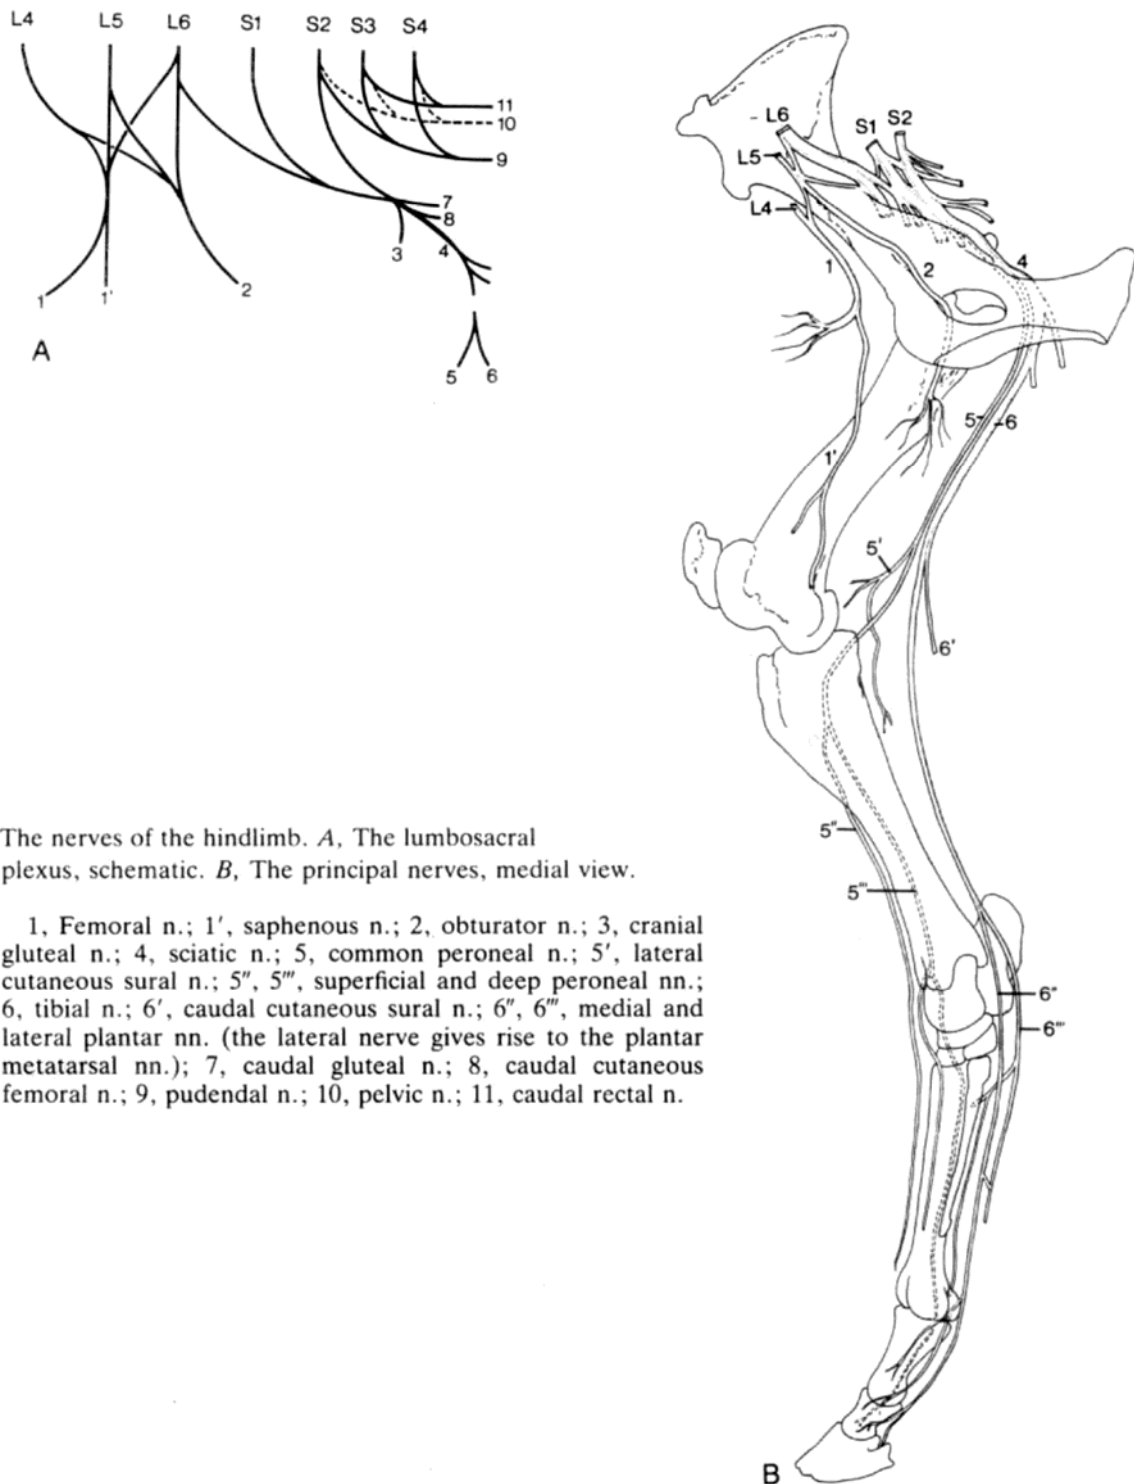 L4 L5 L6 S1 S2 S3 S4
11
10
9
7
8
3 4
1 1' 2
5 6
A
L6 S1 S2
L5
L4
1 2 4
5 6
1'
5'
6'
5"
5"'
6"
6"'
B
The nerves of the hindlimb. A, The lumbosacral
plexus, schematic. B, The principal nerves, medial view.
1, Femoral n.; 1', saphenous n.; 2, obturator n.; 3, cranial
gluteal n.; 4, sciatic n.; 5, common peroneal n.; 5', lateral
cutaneous sural n.; 5", 5"', superficial and deep peroneal nn.;
6, tibial n.; 6', caudal cutaneous sural n.; 6", 6"', medial and
lateral plantar nn. (the lateral nerve gives rise to the plantar
metatarsal nn.); 7, caudal gluteal n.; 8, caudal cutaneous
femoral n.; 9, pudendal n.; 10, pelvic n.; 11, caudal rectal n.